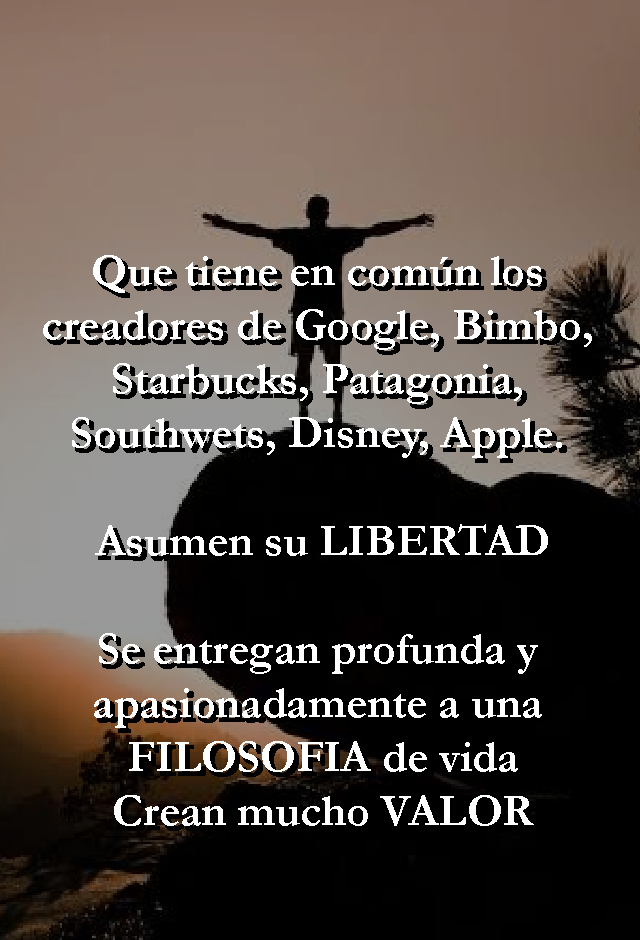 Que tiene en común los
creadores de Google, Bimbo,
Starbucks, Patagonia,
Southwets, Disney, Apple.
Asumen su LIBERTAD
Se entregan profunda y
apasionadamente a una
FILOSOFIA de vida
Crean mucho VALOR